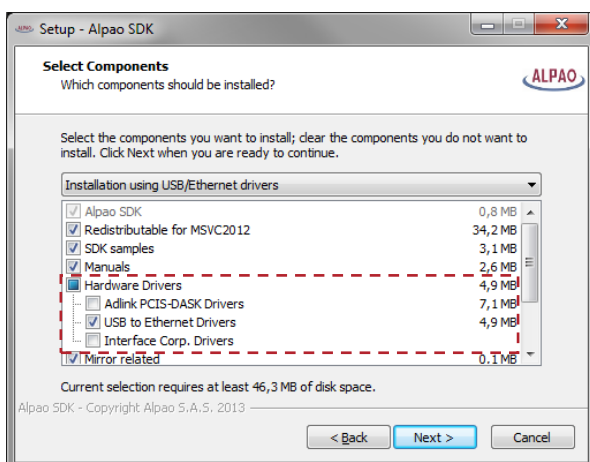 Setup - Alpao SDK
Select Components
Which components should be installed?
ALPAO
Select the components you want to install; clear the components you do not want to
install. Click Next when you are ready to continue.
Installation using USB/Ethernet drivers
Alpao SDK 0,8 MB
Redistributable for MSVC2012 34,2 MB
SDK samples 3,1 MB
Manuals 2,6 MB
Hardware Drivers 4,9 MB
Adlink PCIS-DASK Drivers 7,1 MB
USB to Ethernet Drivers 4,9 MB
Interface Corp. Drivers
Mirror related 0.1 MB
Current selection requires at least 46,3 MB of disk space.
Alpao SDK - Copyright Alpao S.A.S. 2013
< Back Next > Cancel